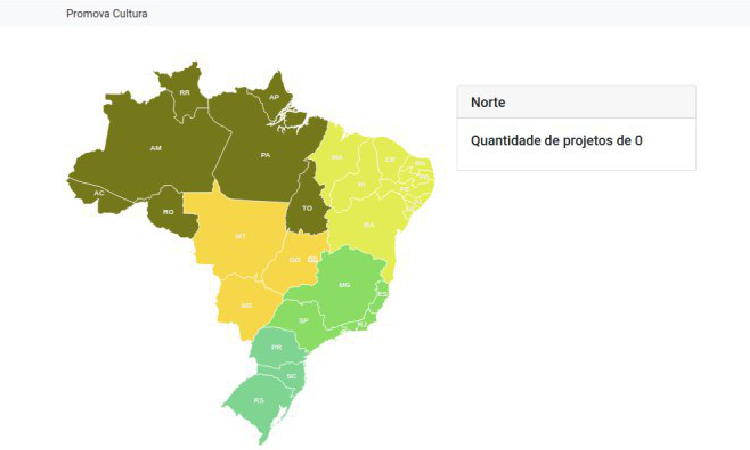 Promova Cultura
Norte
Quantidade de projetos de 0
RR
AP
AM
PA
MA
CE
RN
AC
RO
TO
PI
PE
BA
MT
GO
DF
MG
ES
MS
SP
RJ
PR
SC
RS